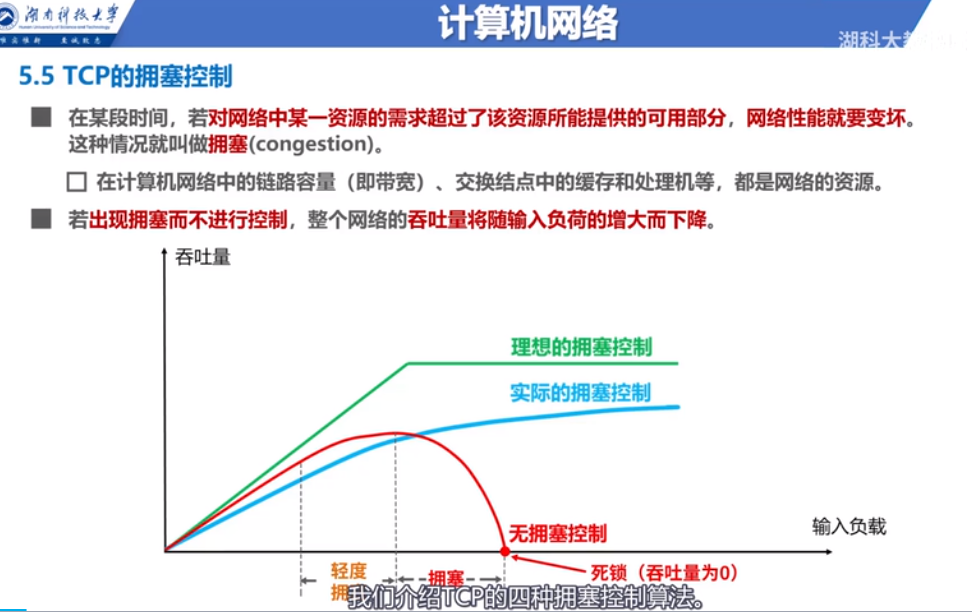 湖南科技大学
Hunan University of Science and Technology
唯实惟新 至诚致志
计算机网络
湖科大教
5.5 TCP的拥塞控制
在某段时间，若对网络中某一资源的需求超过了该资源所能提供的可用部分，网络性能就要变坏。
这种情况就叫做拥塞(congestion)。
在计算机网络中的链路容量（即带宽）、交换结点中的缓存和处理机等，都是网络的资源。
若出现拥塞而不进行控制，整个网络的吞吐量将随输入负荷的增大而下降。
吞吐量
理想的拥塞控制
实际的拥塞控制
无拥塞控制
输入负载
轻度
拥
拥塞
死锁（吞吐量为0）
我们介绍TCP的四种拥塞控制算法。